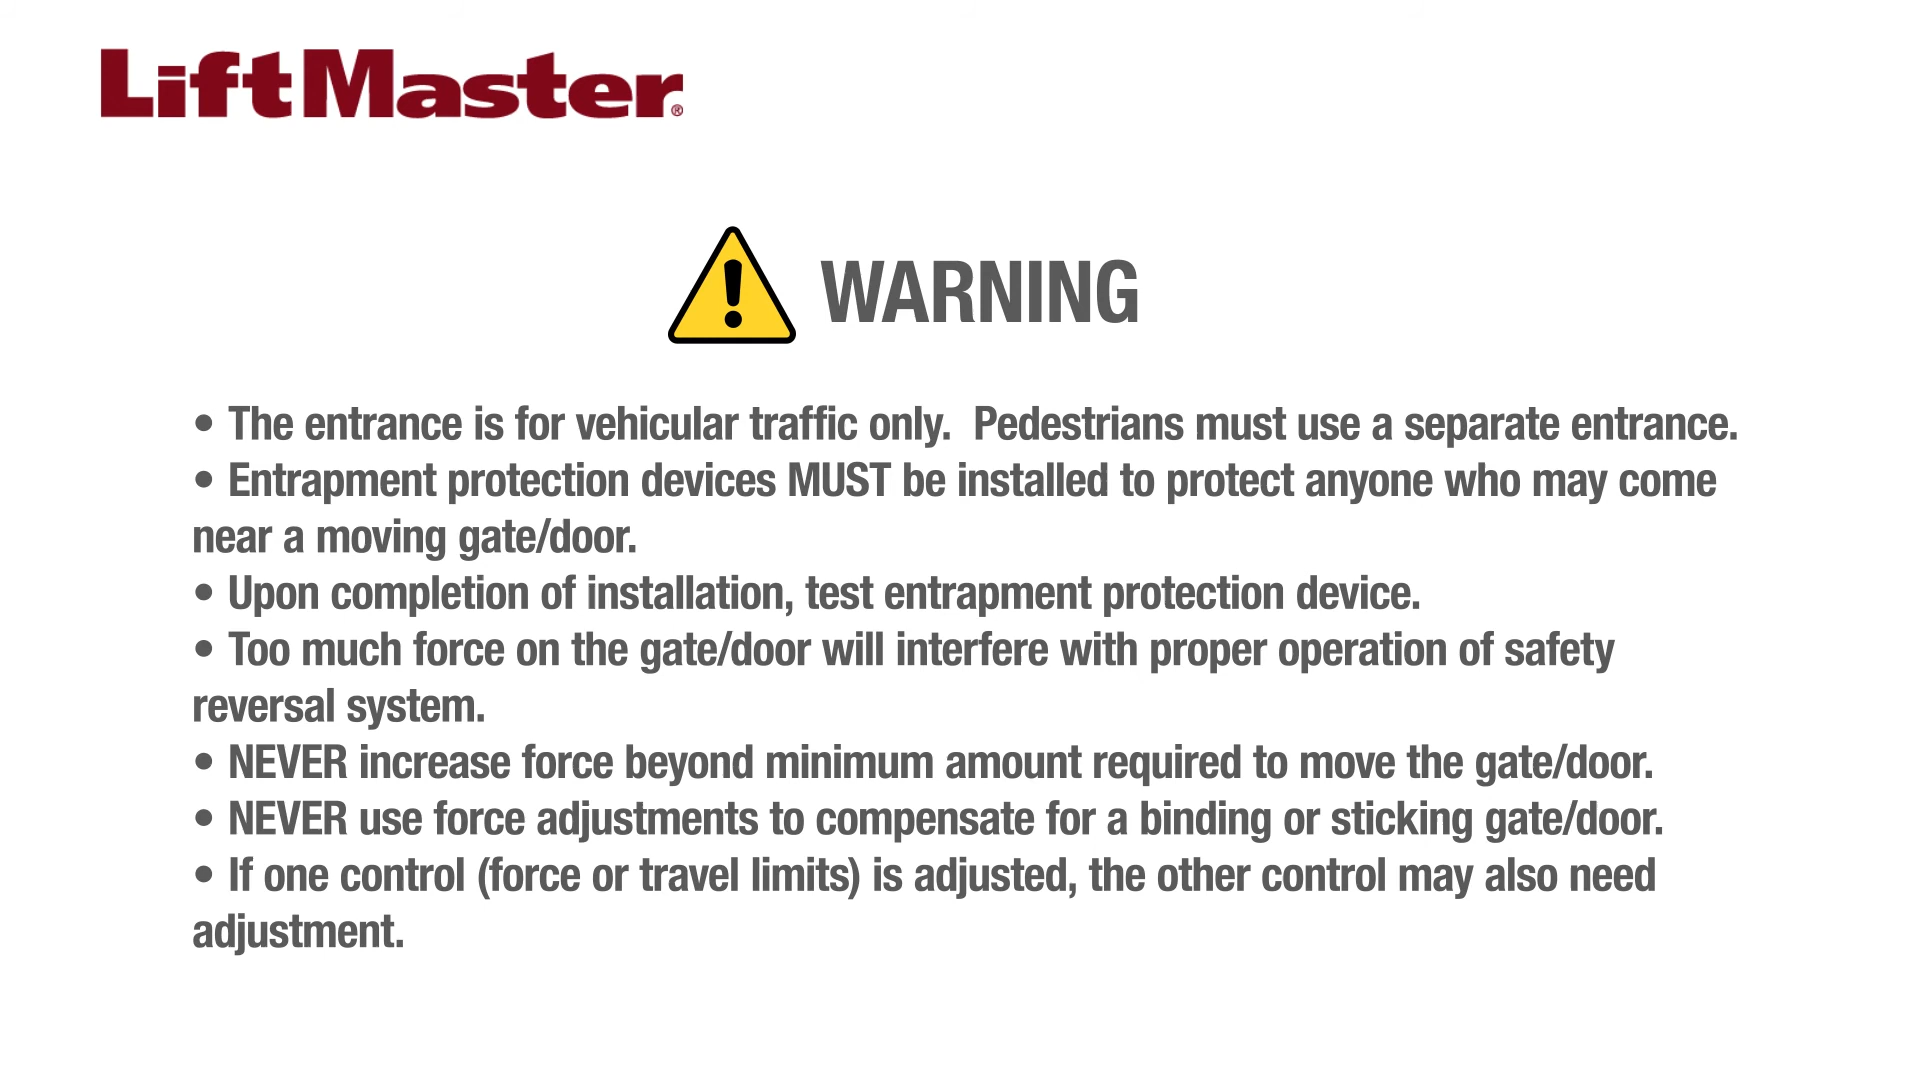 LiftMaster®
WARNING
• The entrance is for vehicular traffic only.  Pedestrians must use a separate entrance.
• Entrapment protection devices MUST be installed to protect anyone who may come
near a moving gate/door.
• Upon completion of installation, test entrapment protection device.
• Too much force on the gate/door will interfere with proper operation of safety
reversal system.
• NEVER increase force beyond minimum amount required to move the gate/door.
• NEVER use force adjustments to compensate for a binding or sticking gate/door.
• If one control (force or travel limits) is adjusted, the other control may also need
adjustment.